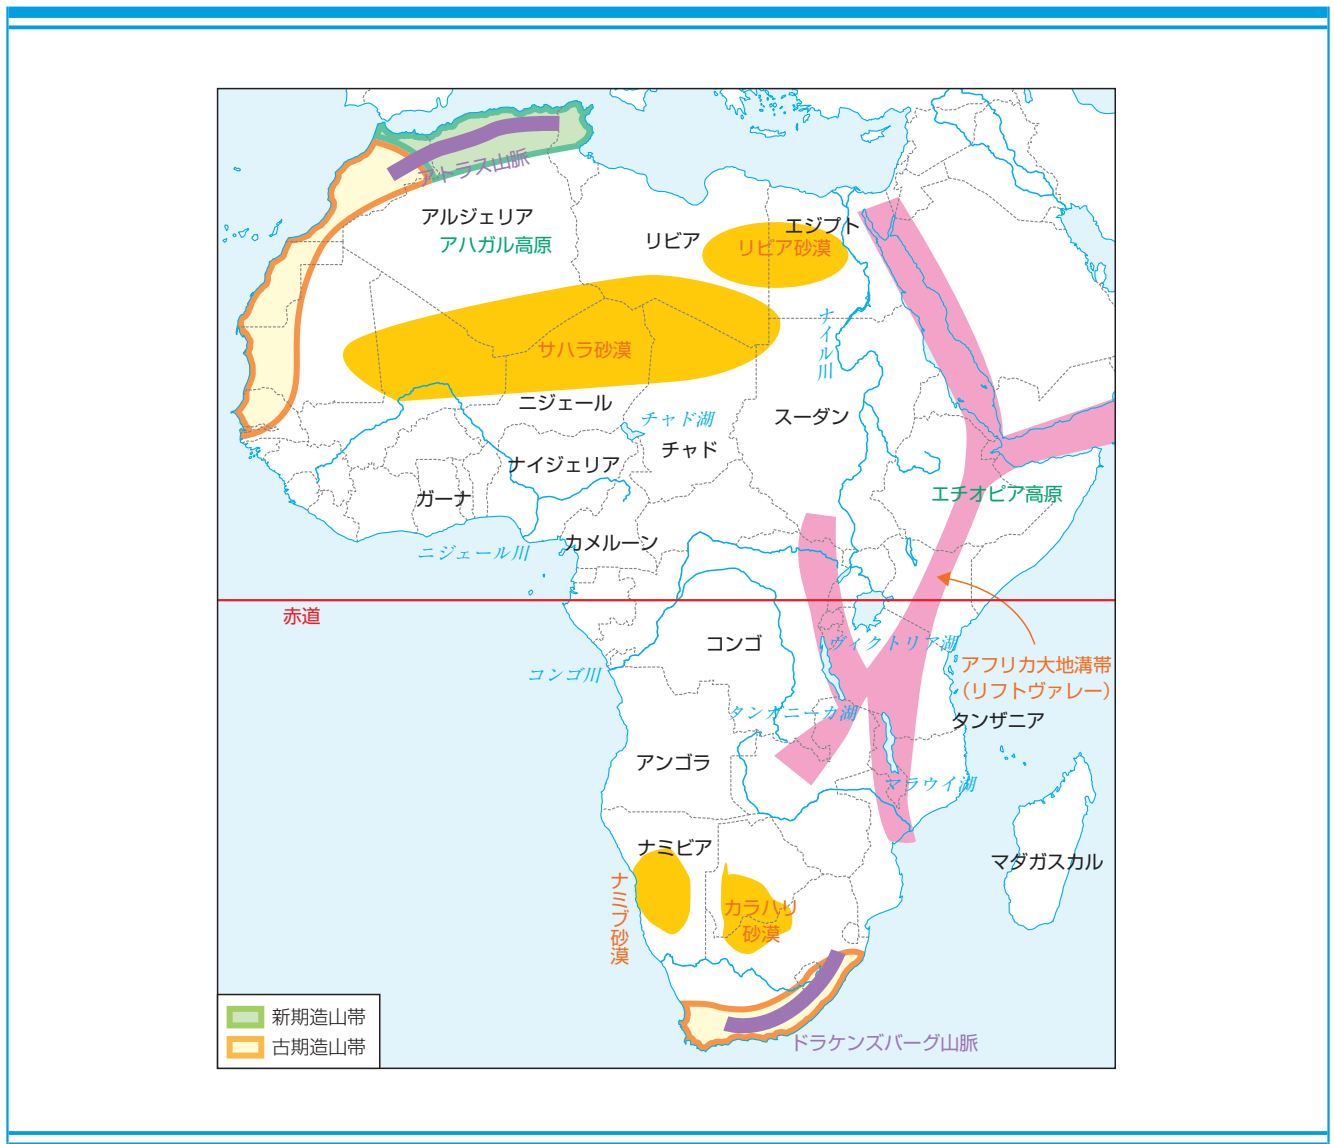 アトラス山脈
アルジェリア
アハガル高原
リビア
エジプト
リビア砂漠
ナイル川
サハラ砂漠
ニジェール
チャド湖
チャド
スーダン
ナイジェリア
ガーナ
エチオピア高原
ニジェール川
カメルーン
赤道
コンゴ
ヴィクトリア湖
コンゴ川
アフリカ大地溝帯
（リフトヴァレー）
タンガニーカ湖
タンザニア
アンゴラ
マラウイ湖
ナミビア
マダガスカル
ナミブ砂漠
カラハリ
砂漠
新期造山帯
古期造山帯
ドラケンズバーグ山脈